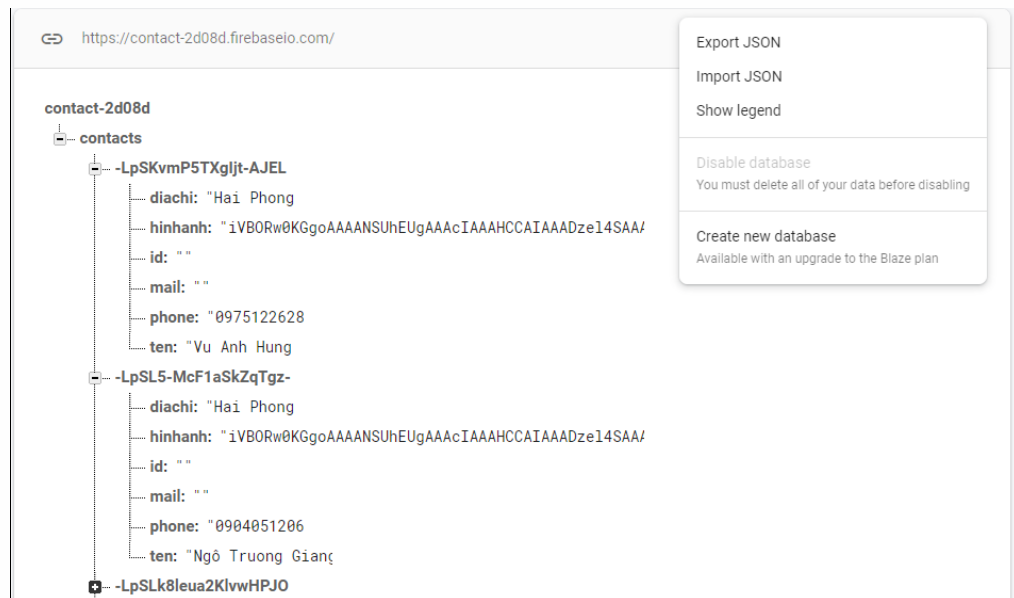 https://contact-2d08d.firebaseio.com/
Export JSON
Import JSON
Show legend
Disable database
You must delete all of your data before disabling
Create new database
Available with an upgrade to the Blaze plan
contact-2d08d
contacts
-LpSKvmP5TXgljt-AJEL
diachi: "Hai Phong
hinhanh: "iVBORw0KGgoAAAANSUhEUgAAAcIAAAHCCAIAAADzel4SAAA
id: ""
mail: ""
phone: "0975122628
ten: "Vu Anh Hung
-LpSL5-McF1aSkZqTgz-
diachi: "Hai Phong
hinhanh: "iVBORw0KGgoAAAANSUhEUgAAAcIAAAHCCAIAAADzel4SAAA
id: ""
mail: ""
phone: "0904051206
ten: "Ngô Truong Giang
-LpSLk8leua2KlvwHPJO